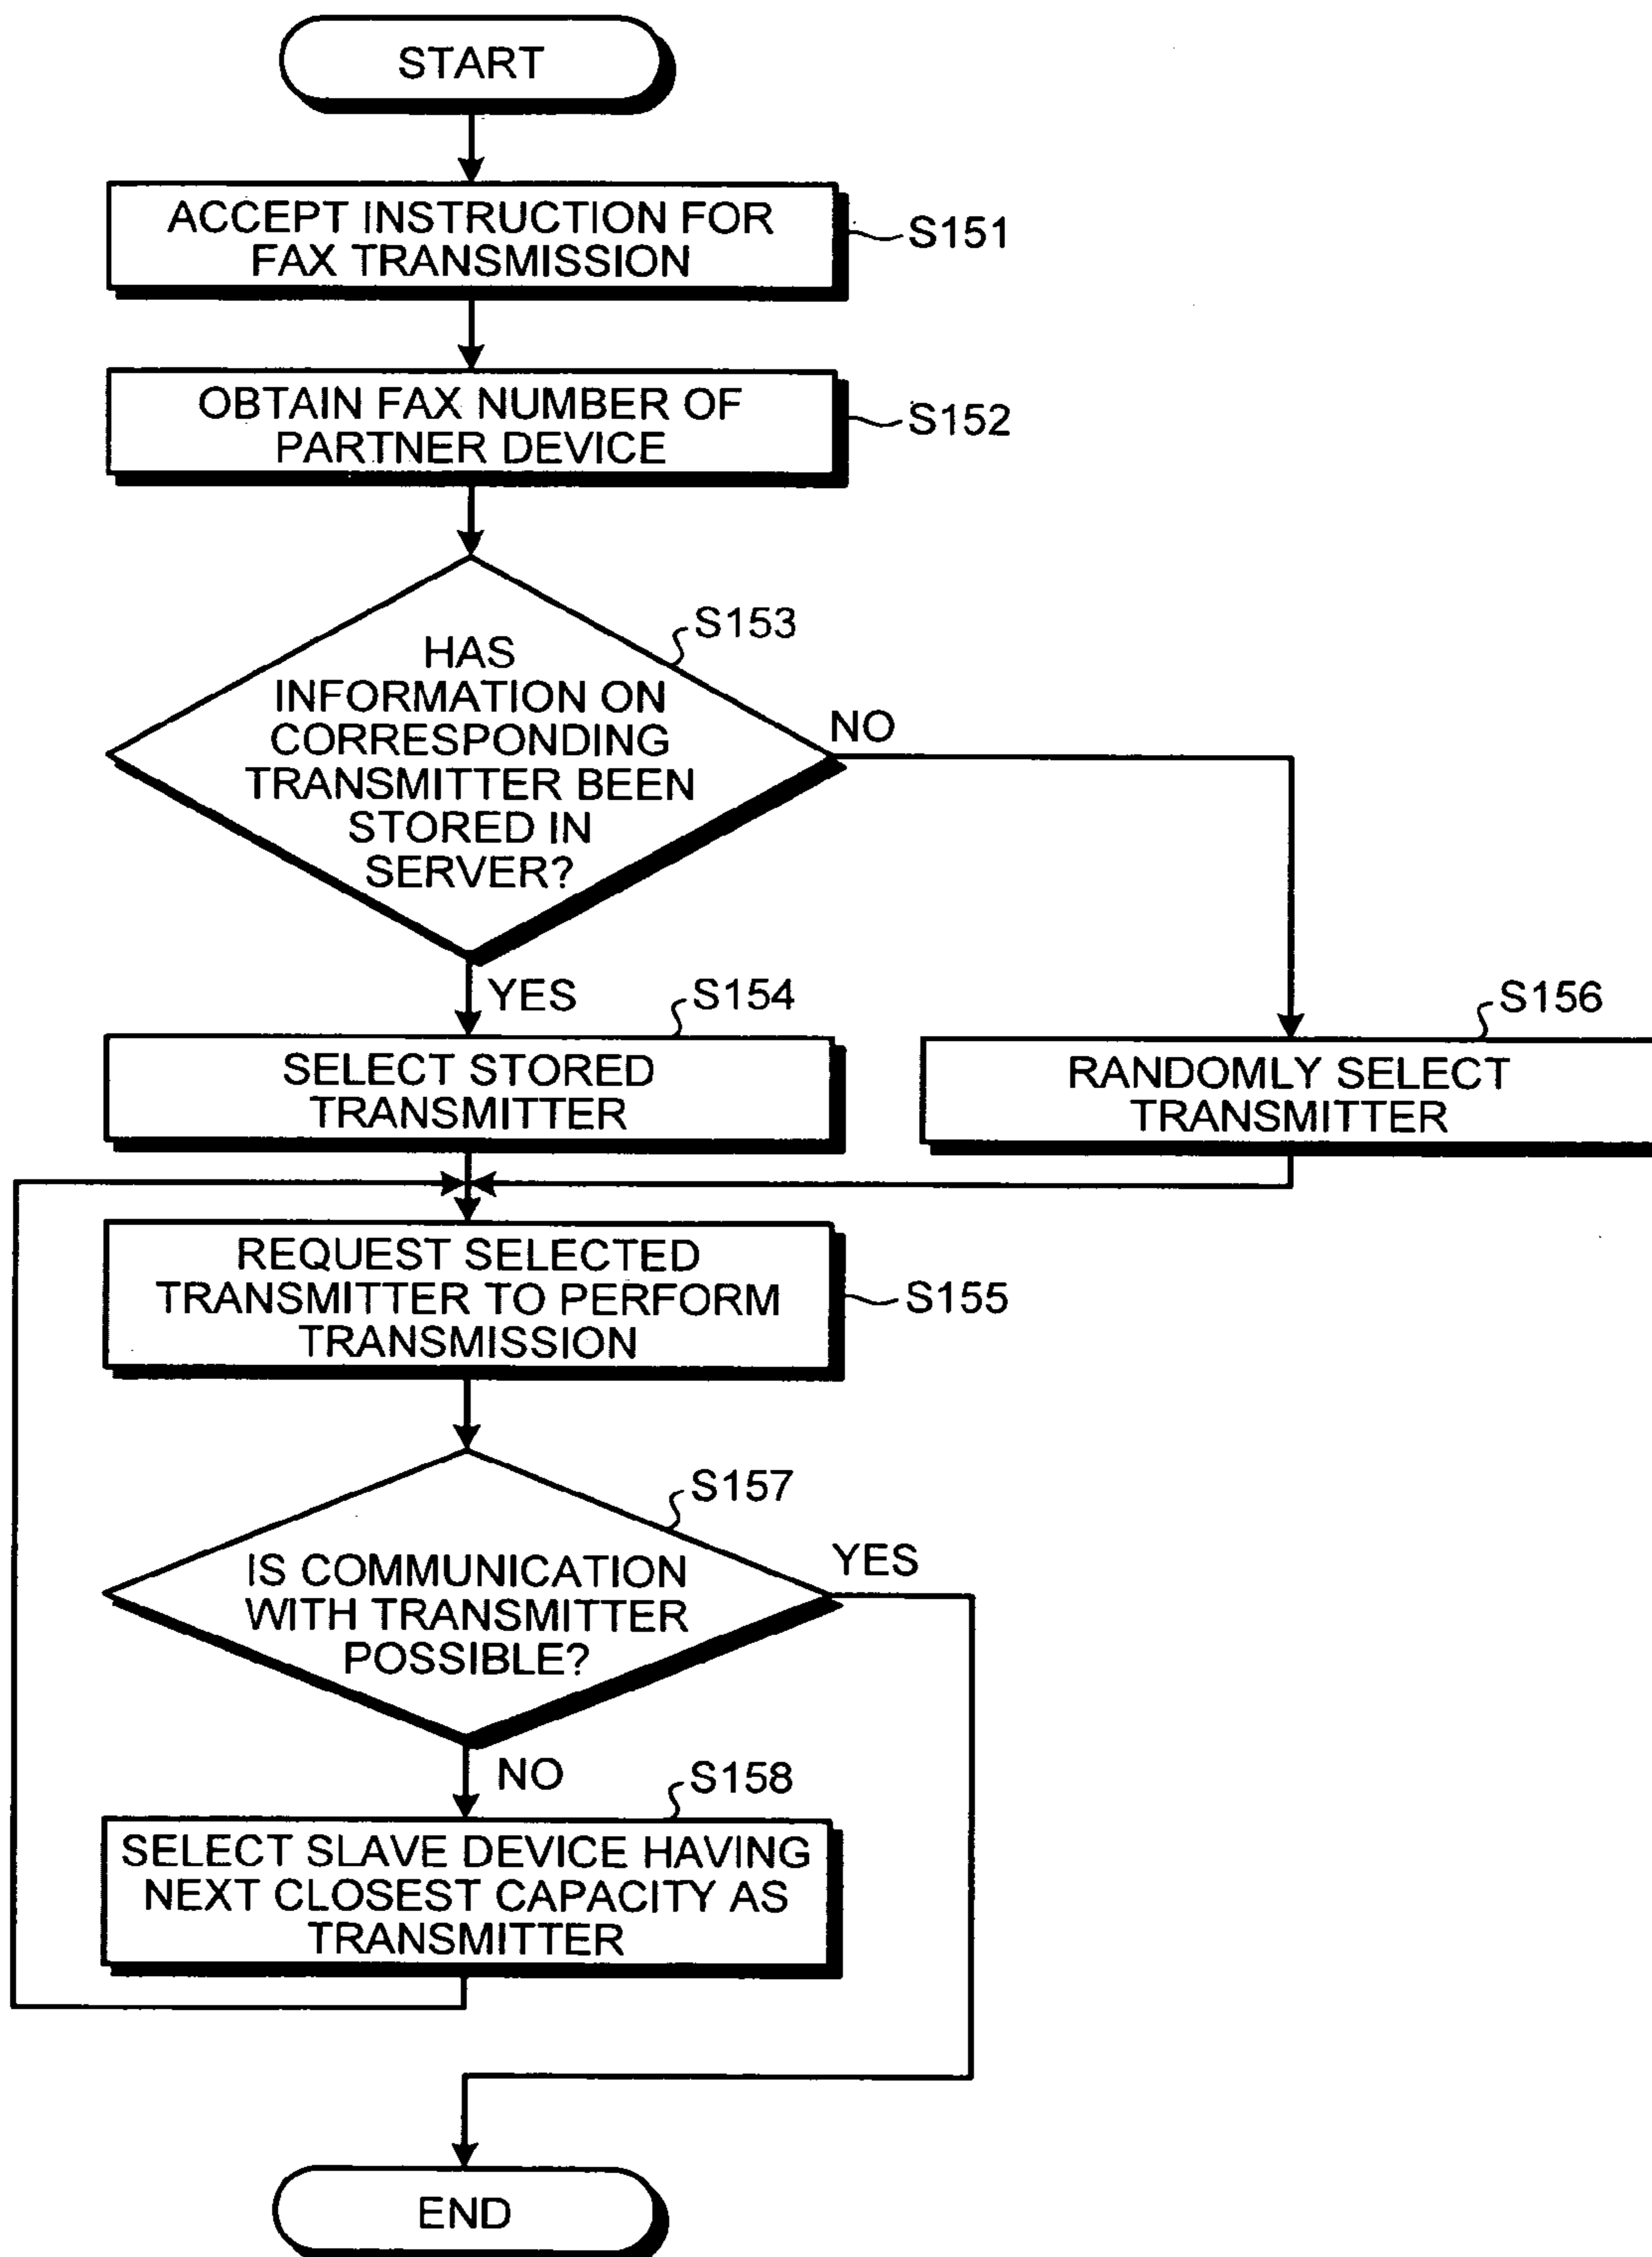 START
ACCEPT INSTRUCTION FOR
FAX TRANSMISSION
S151
OBTAIN FAX NUMBER OF
PARTNER DEVICE
S152
S153
HAS
INFORMATION ON
CORRESPONDING
TRANSMITTER BEEN
STORED IN
SERVER?
NO
YES
S154
SELECT STORED
TRANSMITTER
S156
RANDOMLY SELECT
TRANSMITTER
REQUEST SELECTED
TRANSMITTER TO PERFORM
TRANSMISSION
S155
S157
IS COMMUNICATION
WITH TRANSMITTER
POSSIBLE?
YES
NO
S158
SELECT SLAVE DEVICE HAVING
NEXT CLOSEST CAPACITY AS
TRANSMITTER
END